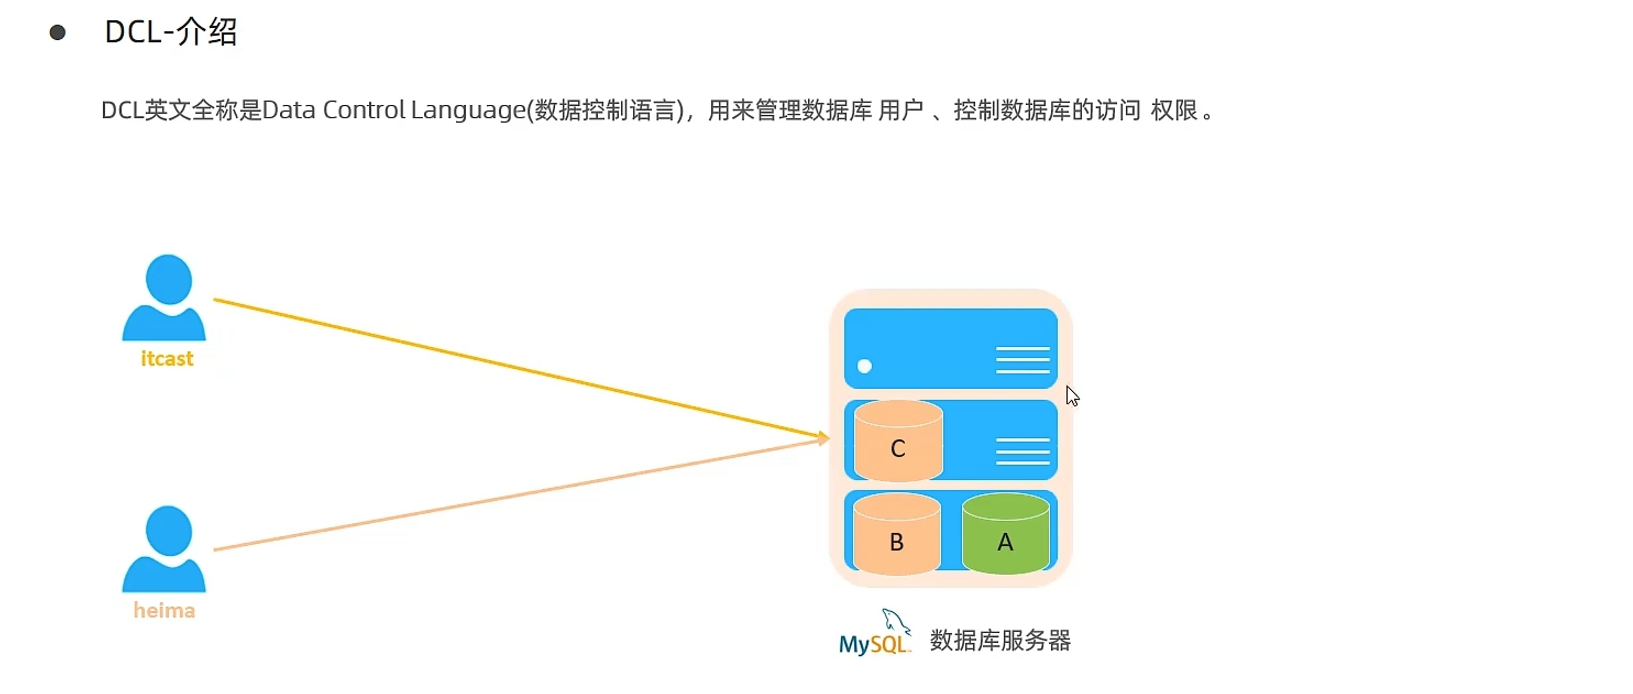 DCL-介绍
DCL英文全称是Data Control Language(数据控制语言)，用来管理数据库 用户 、控制数据库的访问 权限 。
itcast
C
B
A
heima
MySQL 数据库服务器